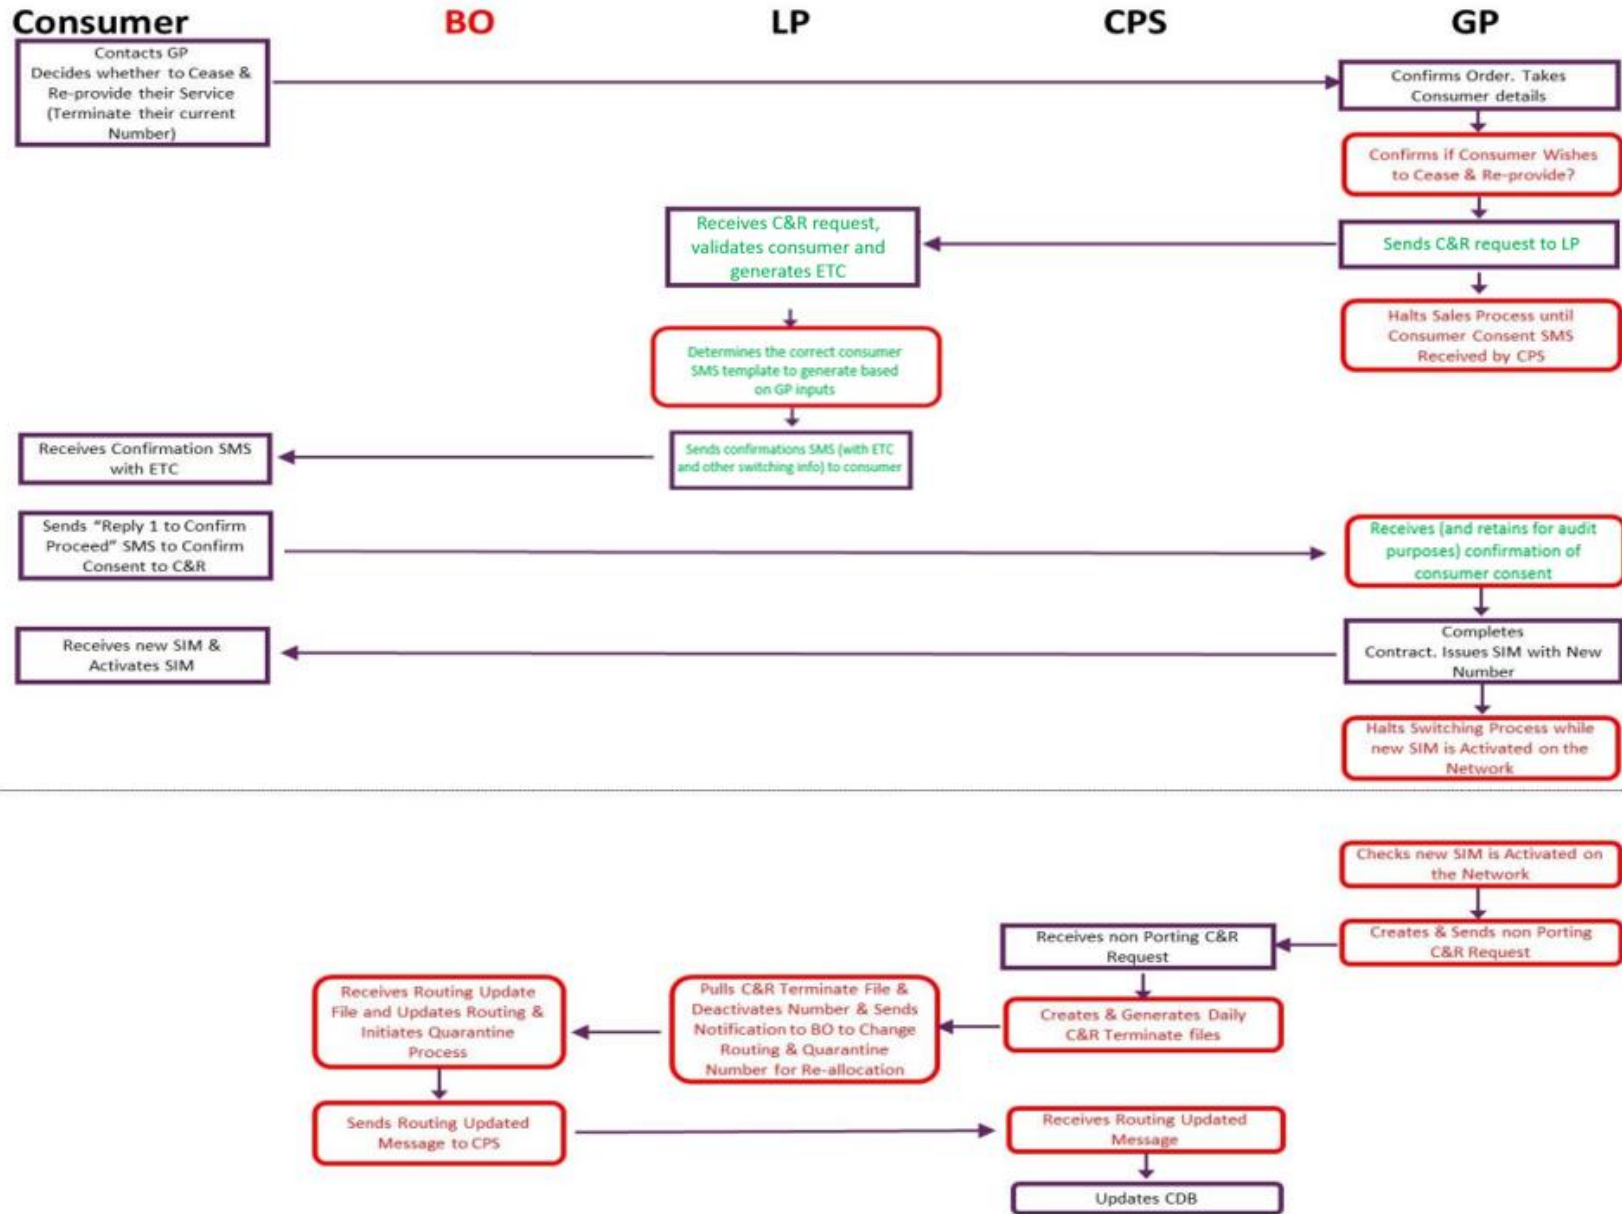 Consumer
BO
LP
CPS
GP
Contacts GP
Decides whether to Cease &
Re-provide their Service
(Terminate their current
Number)
Confirms Order. Takes
Consumer details
Confirms if Consumer Wishes
to Cease & Re-provide?
Receives C&R request,
validates consumer and
generates ETC
Sends C&R request to LP
Halts Sales Process until
Consumer Consent SMS
Received by CPS
Determines the correct consumer
SMS template to generate based
on GP inputs
Receives Confirmation SMS
with ETC
Sends confirmations SMS (with ETC
and other switching info) to consumer
Sends "Reply 1 to Confirm
Proceed" SMS to Confirm
Consent to C&R
Receives (and retains for audit
purposes) confirmation of
consumer consent
Receives new SIM &
Activates SIM
Completes
Contract. Issues SIM with New
Number
Halts Switching Process while
new SIM is Activated on the
Network
Checks new SIM is Activated on
the Network
Receives non Porting C&R
Request
Creates & Sends non Porting
C&R Request
Receives Routing Update
File and Updates Routing &
Initiates Quarantine
Process
Pulls C&R Terminate File &
Deactivates Number & Sends
Notification to BO to Change
Routing & Quarantine
Number for Re-allocation
Creates & Generates Daily
C&R Terminate files
Sends Routing Updated
Message to CPS
Receives Routing Updated
Message
Updates CDB